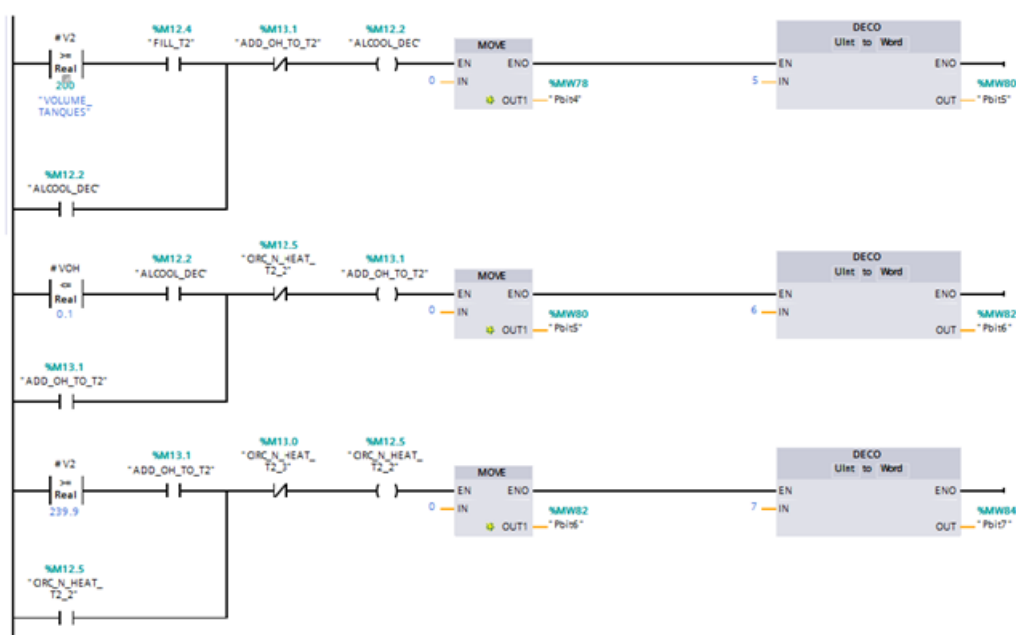 #V2
>=
Real
200
"VOLUME_
TANQUES"
%M12.4
"FILL_T2"
%M13.1
"ADD_OH_TO_T2"
%M12.2
"ALCOOL_DEC"
MOVE
EN
ENO
0
IN
%MW78
OUT1
"Pbit4"
DECO
UInt to Word
EN
ENO
5
IN
%MW80
OUT
"Pbit5"
%M12.2
"ALCOOL_DEC"
#VOH
<=
Real
0.1
%M12.2
"ALCOOL_DEC"
%M12.5
"ORC_N_HEAT_
T2_2"
%M13.1
"ADD_OH_TO_T2"
MOVE
EN
ENO
0
IN
%MW80
OUT1
"Pbit5"
DECO
UInt to Word
EN
ENO
6
IN
%MW82
OUT
"Pbit6"
%M13.1
"ADD_OH_TO_T2"
#V2
>=
Real
239.9
%M13.1
"ADD_OH_TO_T2"
%M13.0
"ORC_N_HEAT_
T2_3"
%M12.5
"ORC_N_HEAT_
T2_2"
MOVE
EN
ENO
0
IN
%MW82
OUT1
"Pbit6"
DECO
UInt to Word
EN
ENO
7
IN
%MW84
OUT
"Pbit7"
%M12.5
"ORC_N_HEAT_
T2_2"